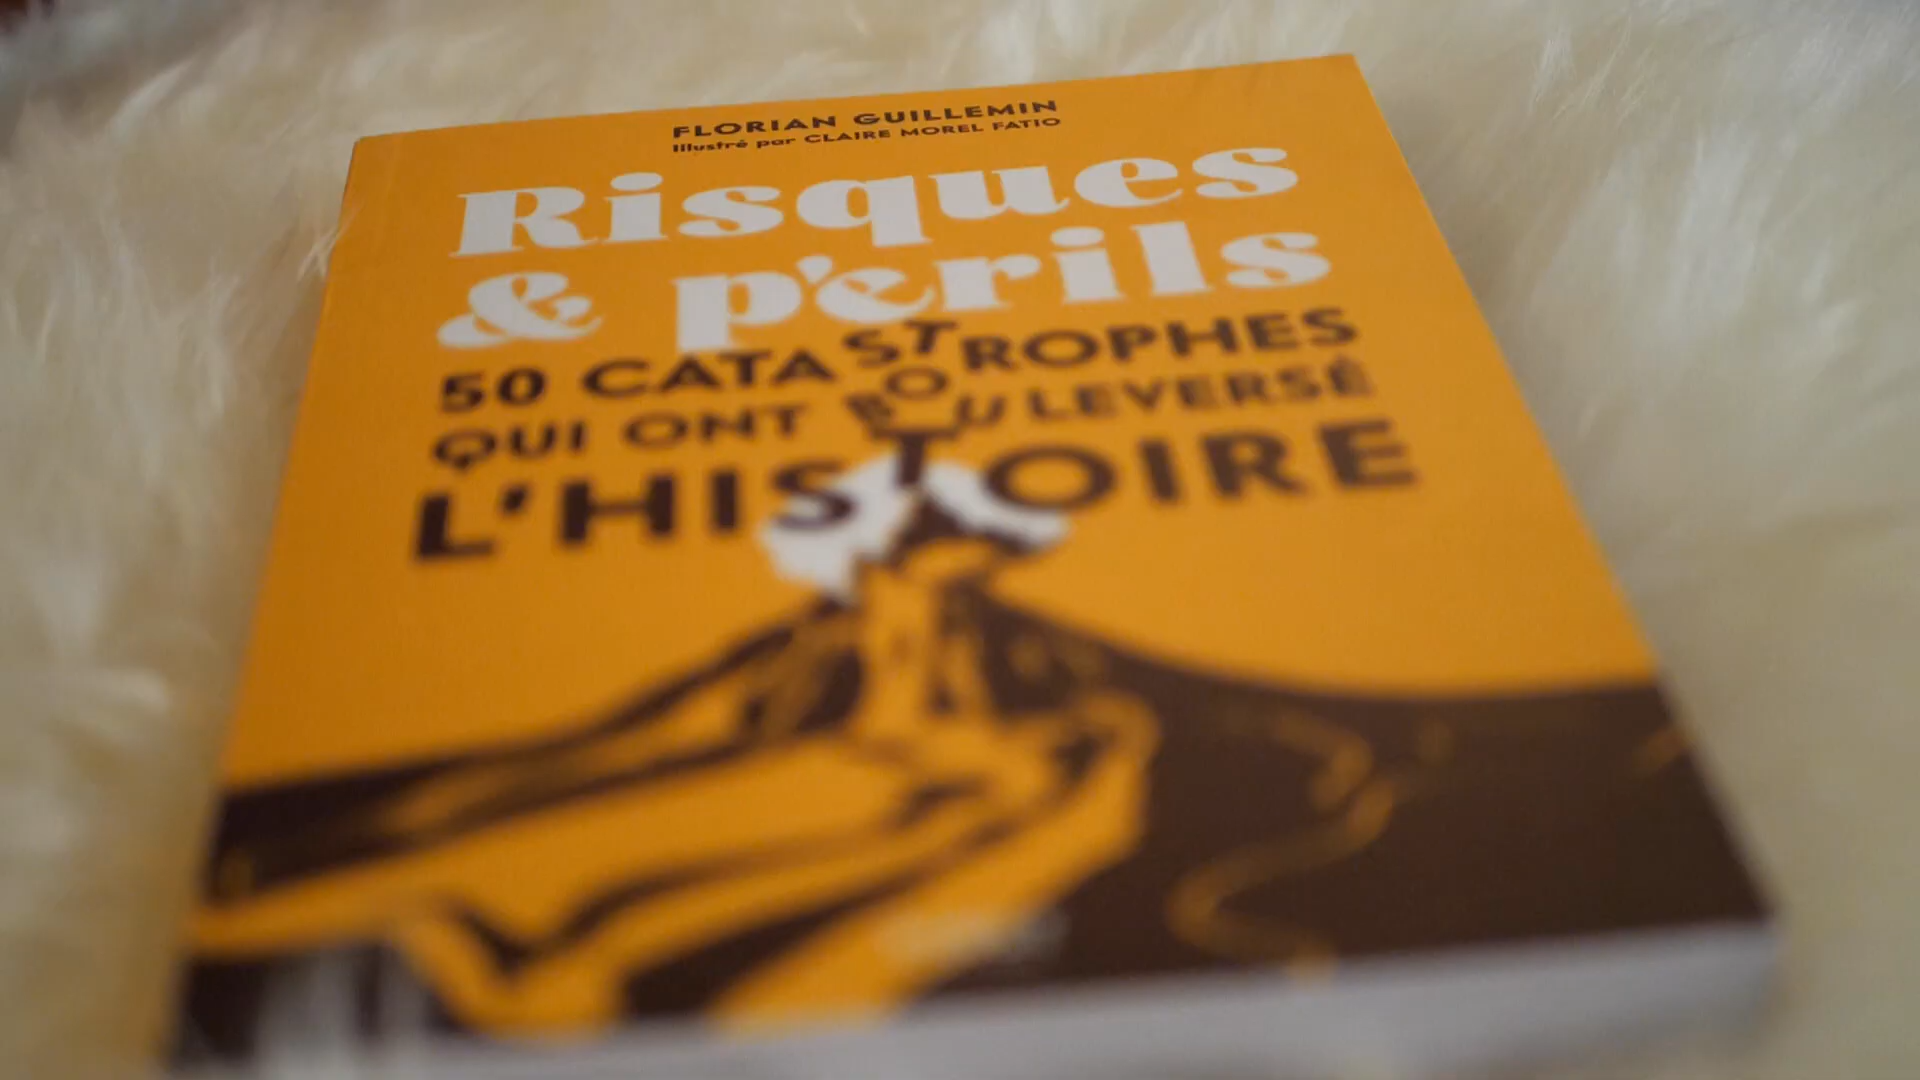 FLORIAN GUILLEMIN
Illustré par CLAIRE MOREL FATIO
Risques
& périls
50 CATASTROPHES
QUI ONT BOULEVERSÉ
L'HISTOIRE